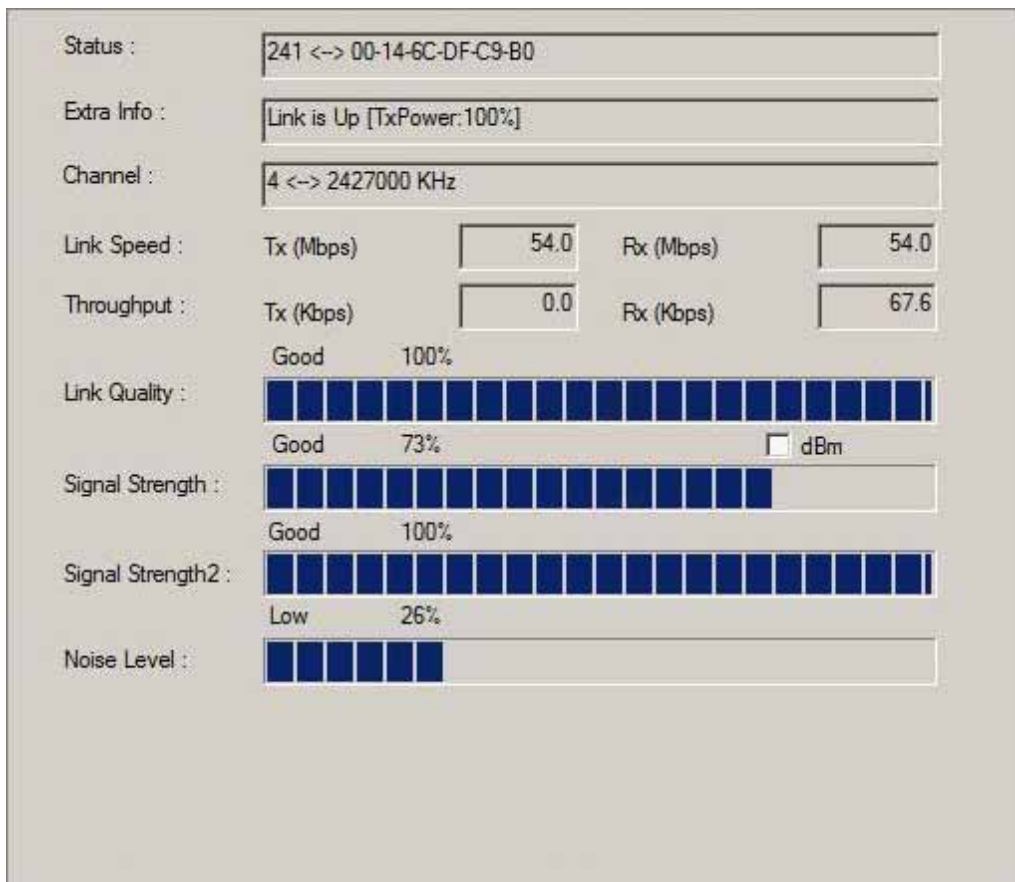 Status : 241 <--> 00-14-6C-DF-C9-B0
Extra Info : Link is Up [TxPower:100%]
Channel : 4 <--> 2427000 KHz
Link Speed : Tx (Mbps) 54.0 Rx (Mbps) 54.0
Throughput : Tx (Kbps) 0.0 Rx (Kbps) 67.6
Good 100%
Link Quality :
Good 73% dBm
Signal Strength :
Good 100%
Signal Strength2 :
Low 26%
Noise Level :